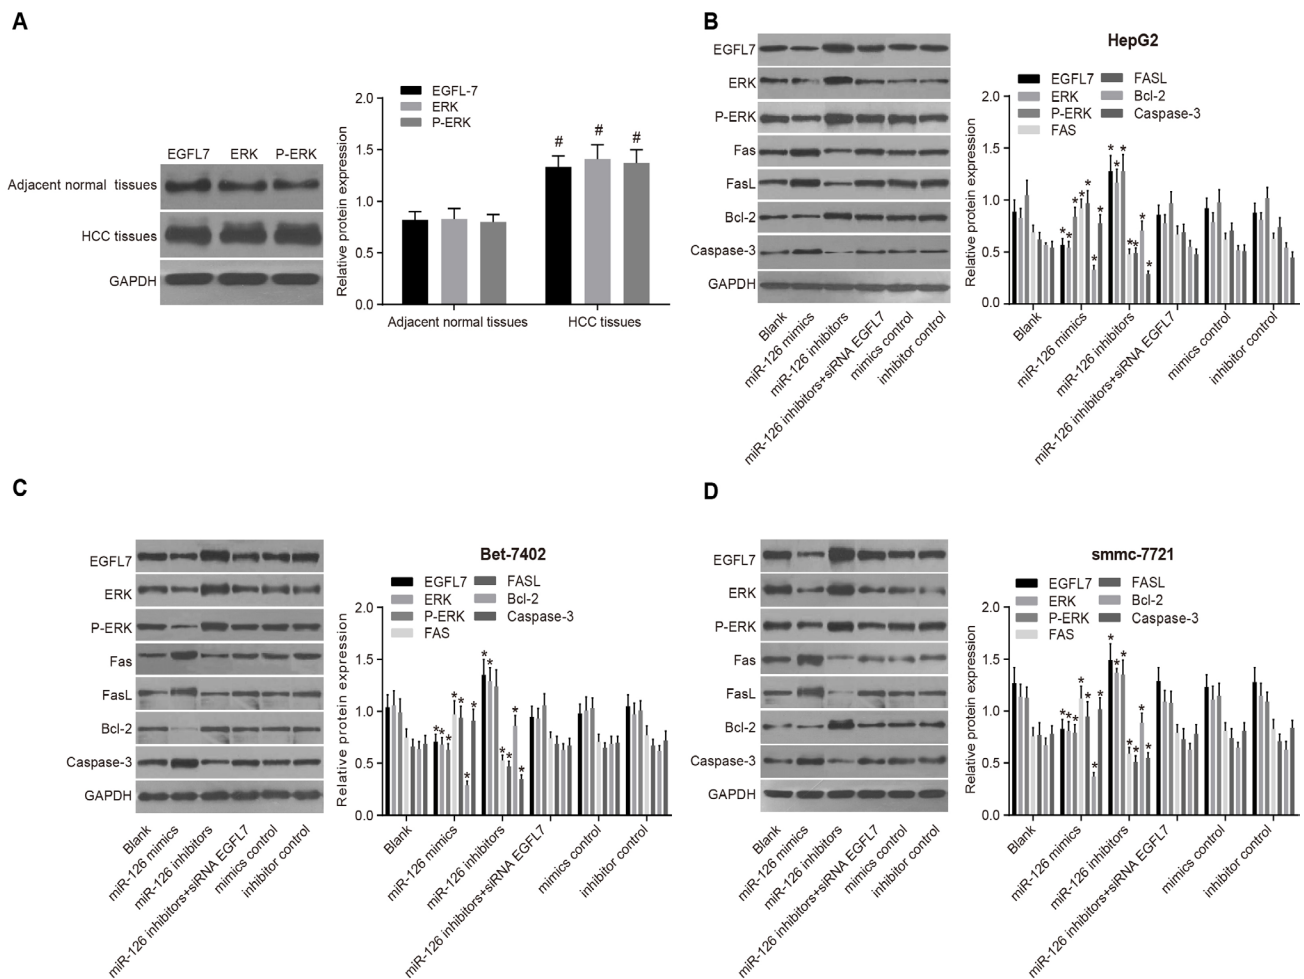 A
EGFL7 ERK P-ERK
Adjacent normal tissues
HCC tissues
GAPDH
Relative protein expression
2.0
1.5
1.0
0.5
0.0
EGFL-7
ERK
P-ERK
# # #
Adjacent normal tissues HCC tissues
B
EGFL7
ERK
P-ERK
Fas
FasL
Bcl-2
Caspase-3
GAPDH
Blank
miR-126 mimics
miR-126 inhibitors
miR-126 inhibitors+siRNA EGFL7
mimics control
inhibitor control
HepG2
EGFL7 FASL
ERK Bcl-2
P-ERK Caspase-3
FAS
Relative protein expression
2.0
1.5
1.0
0.5
0.0
Blank
miR-126 mimics
miR-126 inhibitors
miR-126 inhibitors+siRNA EGFL7
mimics control
inhibitor control
C
EGFL7
ERK
P-ERK
Fas
FasL
Bcl-2
Caspase-3
GAPDH
Blank
miR-126 mimics
miR-126 inhibitors
miR-126 inhibitors+siRNA EGFL7
mimics control
inhibitor control
Bet-7402
EGFL7 FASL
ERK Bcl-2
P-ERK Caspase-3
FAS
Relative protein expression
2.0
1.5
1.0
0.5
0.0
Blank
miR-126 mimics
miR-126 inhibitors
miR-126 inhibitors+siRNA EGFL7
mimics control
inhibitor control
D
EGFL7
ERK
P-ERK
Fas
FasL
Bcl-2
Caspase-3
GAPDH
Blank
miR-126 mimics
miR-126 inhibitors
miR-126 inhibitors+siRNA EGFL7
mimics control
inhibitor control
smmc-7721
EGFL7 FASL
ERK Bcl-2
P-ERK Caspase-3
FAS
Relative protein expression
2.0
1.5
1.0
0.5
0.0
Blank
miR-126 mimics
miR-126 inhibitors
miR-126 inhibitors+siRNA EGFL7
mimics control
inhibitor control